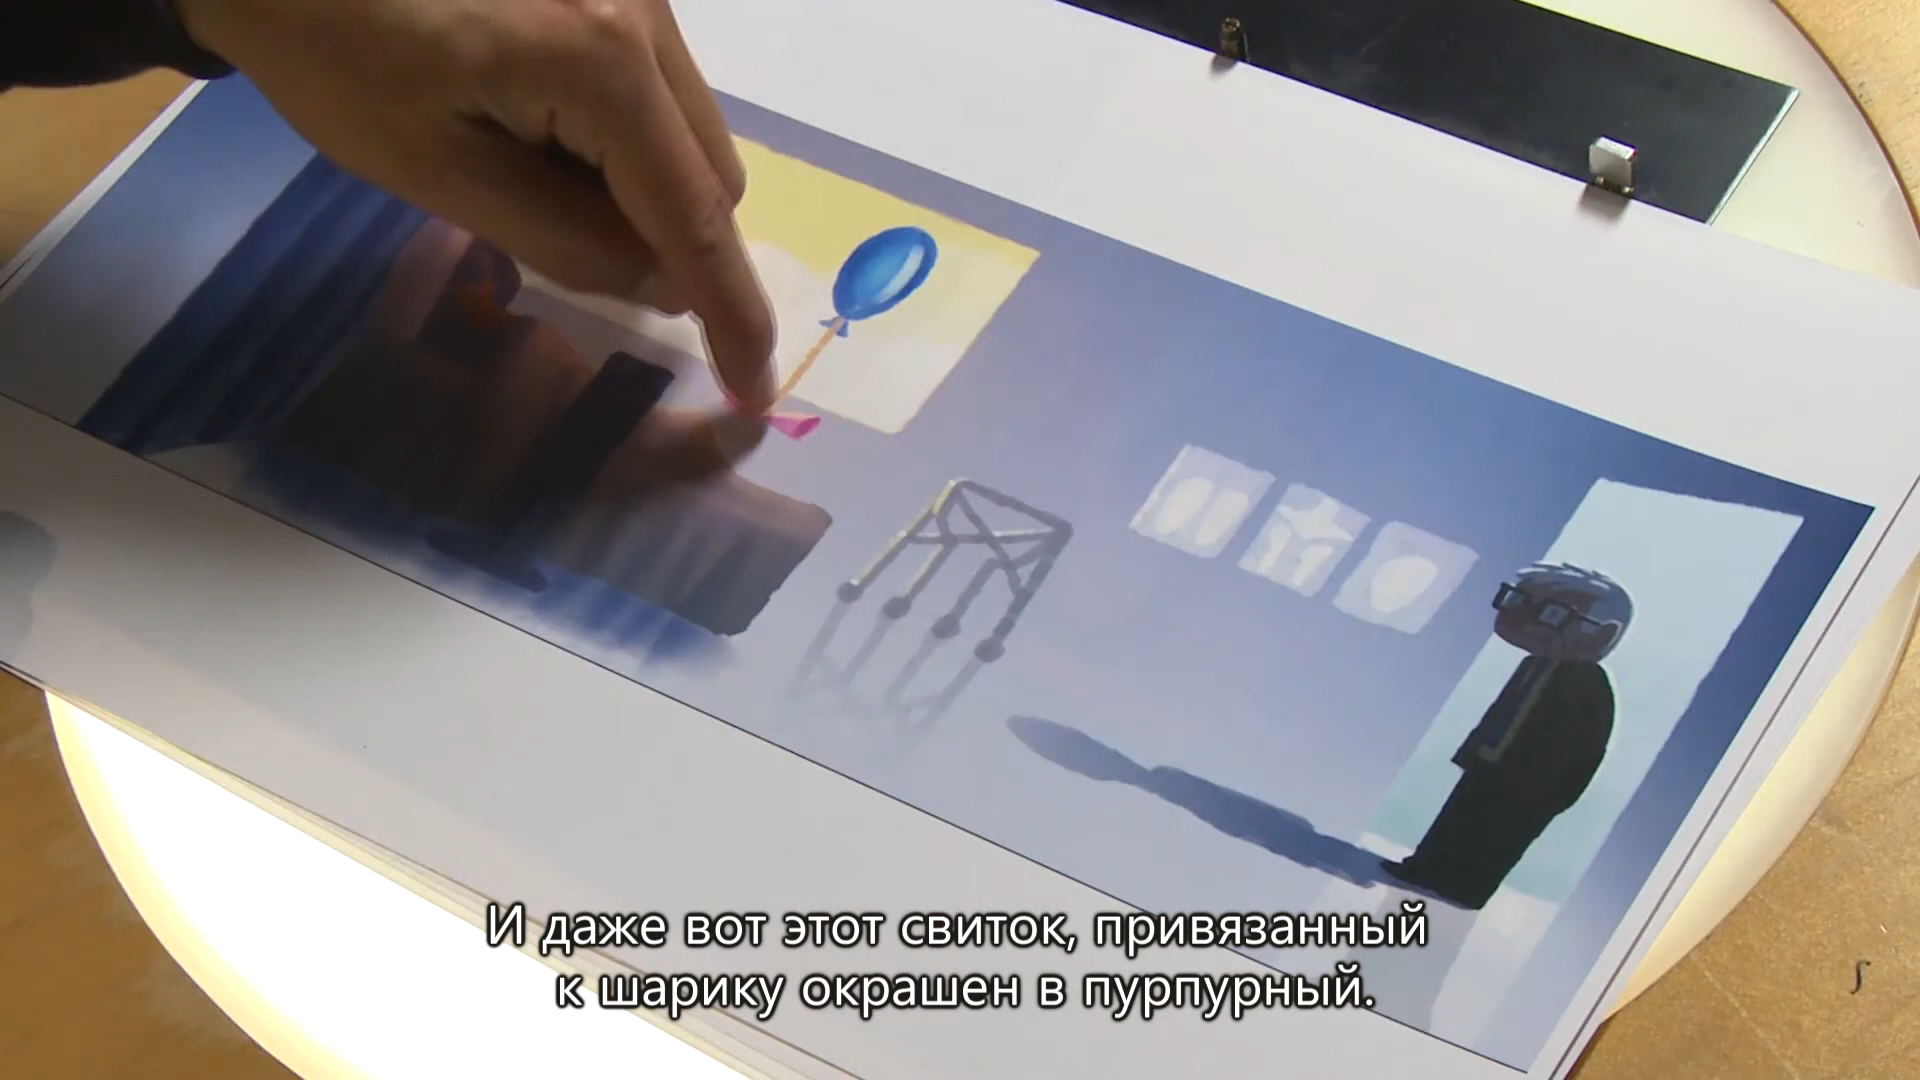 И даже вот этот свиток, привязанный
к шарику окрашен в пурпурный.